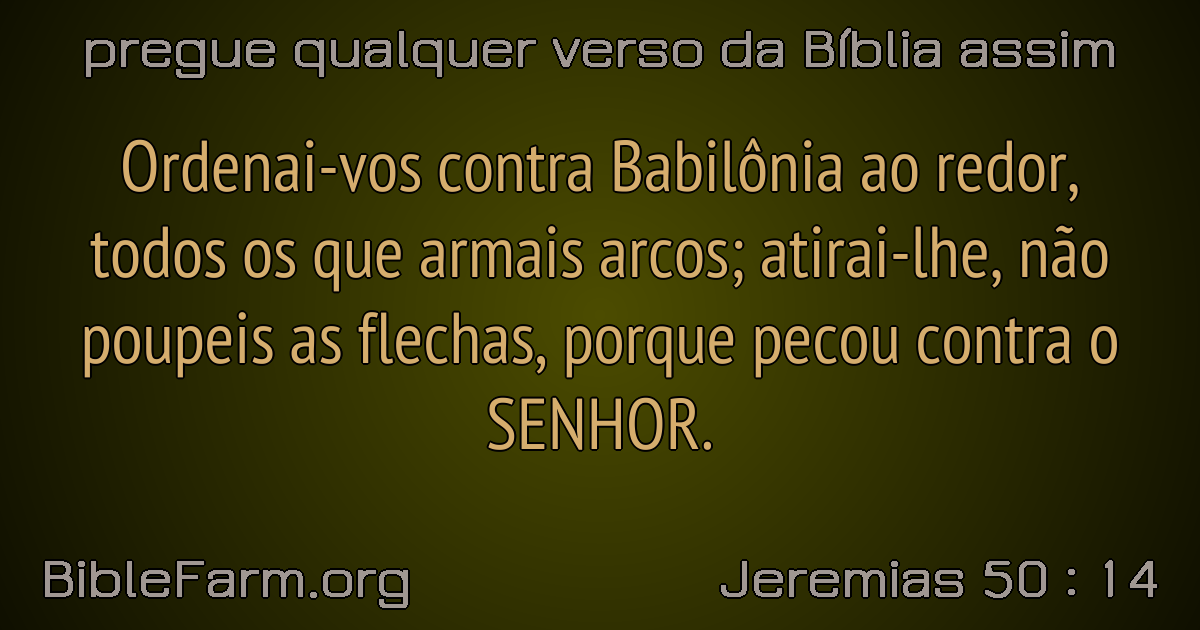 pregue qualquer verso da Bíblia assim
Ordenai-vos contra Babilônia ao redor,
todos os que armais arcos; atirai-lhe, não
poupeis as flechas, porque pecou contra o
SENHOR.
BibleFarm.org
Jeremias 50 : 14